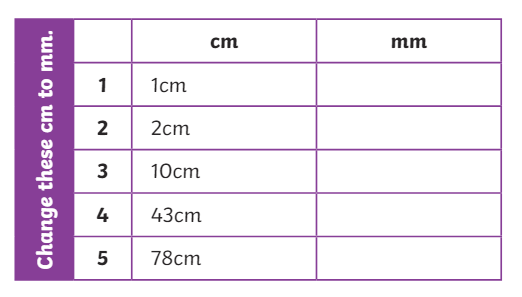 Change these cm to mm.
cm mm
1 1cm
2 2cm
3 10cm
4 43cm
5 78cm